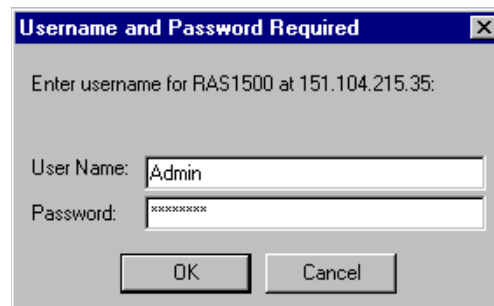 Username and Password Required
Enter username for RAS1500 at 151.104.215.35:
User Name: Admin
Password: ********
OK Cancel